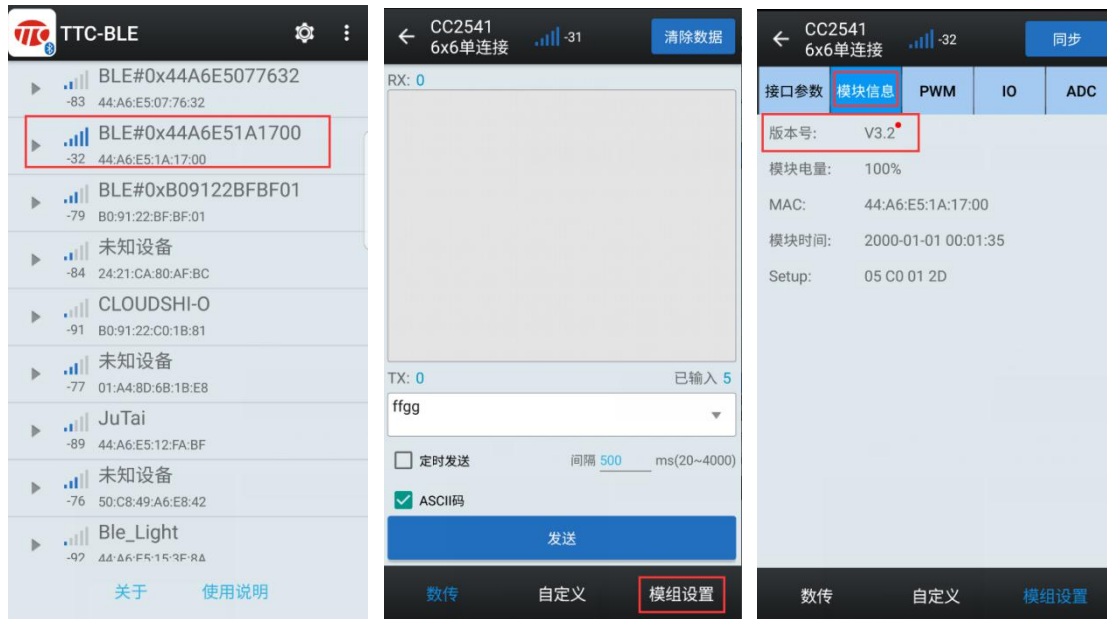 TTC TTC-BLE
BLE#0x44A6E5077632
-83 44:A6:E5:07:76:32
BLE#0x44A6E51A1700
-32 44:A6:E5:1A:17:00
BLE#0xB09122BFBF01
-79 B0:91:22:BF:BF:01
未知设备
-84 24:21:CA:80:AF:BC
CLOUDSHI-O
-91 B0:91:22:C0:1B:81
未知设备
-77 01:A4:8D:6B:1B:E8
JuTai
-89 44:A6:E5:12:FA:BF
未知设备
-76 50:C8:49:A6:E8:42
Ble_Light
-92 44:A6:E5:15:3F:8A
关于 使用说明
CC2541
6x6单连接 -31 清除数据
RX: 0
TX: 0 已输入 5
ffgg
定时发送 间隔 500 ms(20~4000)
ASCII码
发送
数传 自定义 模组设置
CC2541
6x6单连接 -32 同步
接口参数 模块信息 PWM IO ADC
版本号: V3.2
模块电量: 100%
MAC: 44:A6:E5:1A:17:00
模块时间: 2000-01-01 00:01:35
Setup: 05 C0 01 2D
数传 自定义 模组设置